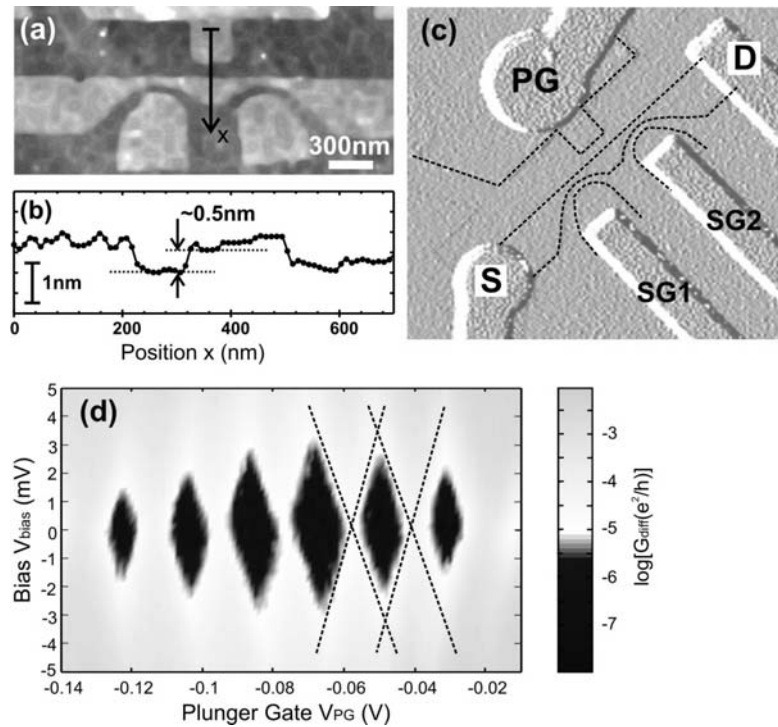 (a)
x
300nm
(b)
~0.5nm
1nm
0 200 400 600
Position x (nm)
(c)
PG
D
SG2
S
SG1
(d)
5
4
3
2
1
0
-1
-2
-3
-4
-5
Bias Vbias (mV)
-0.14 -0.12 -0.1 -0.08 -0.06 -0.04 -0.02
Plunger Gate VPG (V)
-3
-4
-5
-6
-7
log[Gdiff(e²/h)]